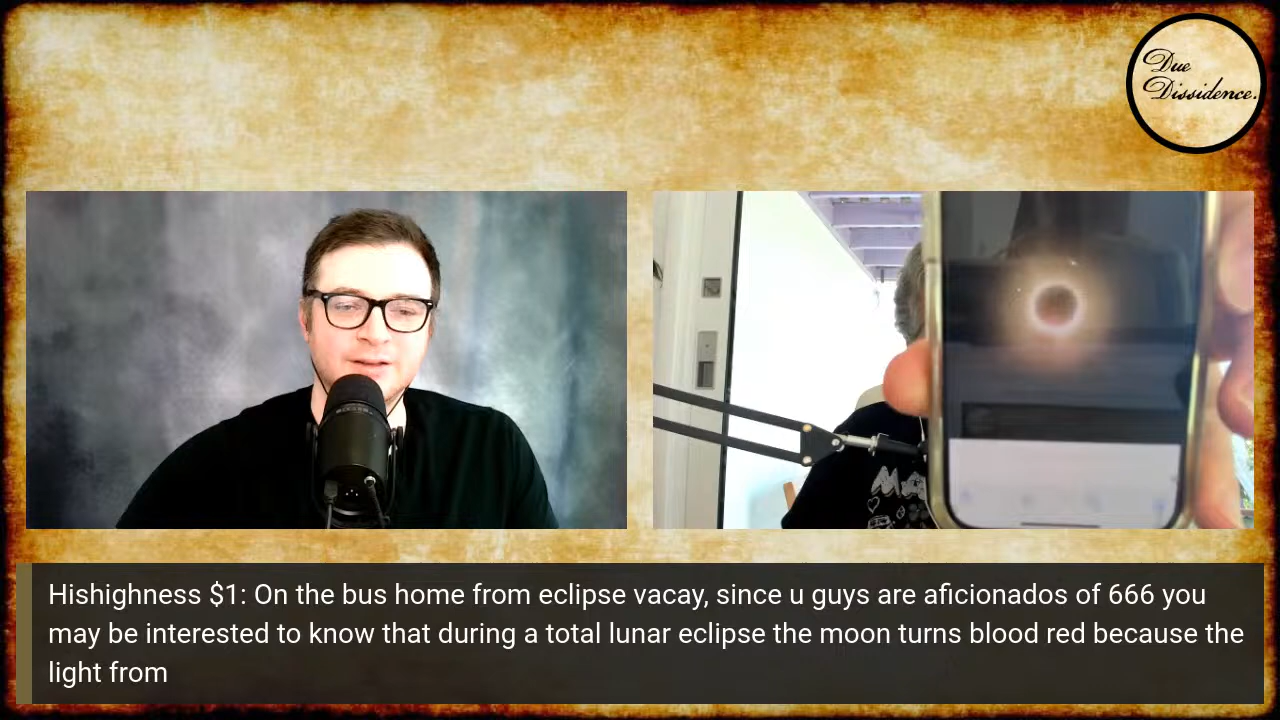 Due
Dissidence.
MA
Hishighness $1: On the bus home from eclipse vacay, since u guys are aficionados of 666 you
may be interested to know that during a total lunar eclipse the moon turns blood red because the
light from